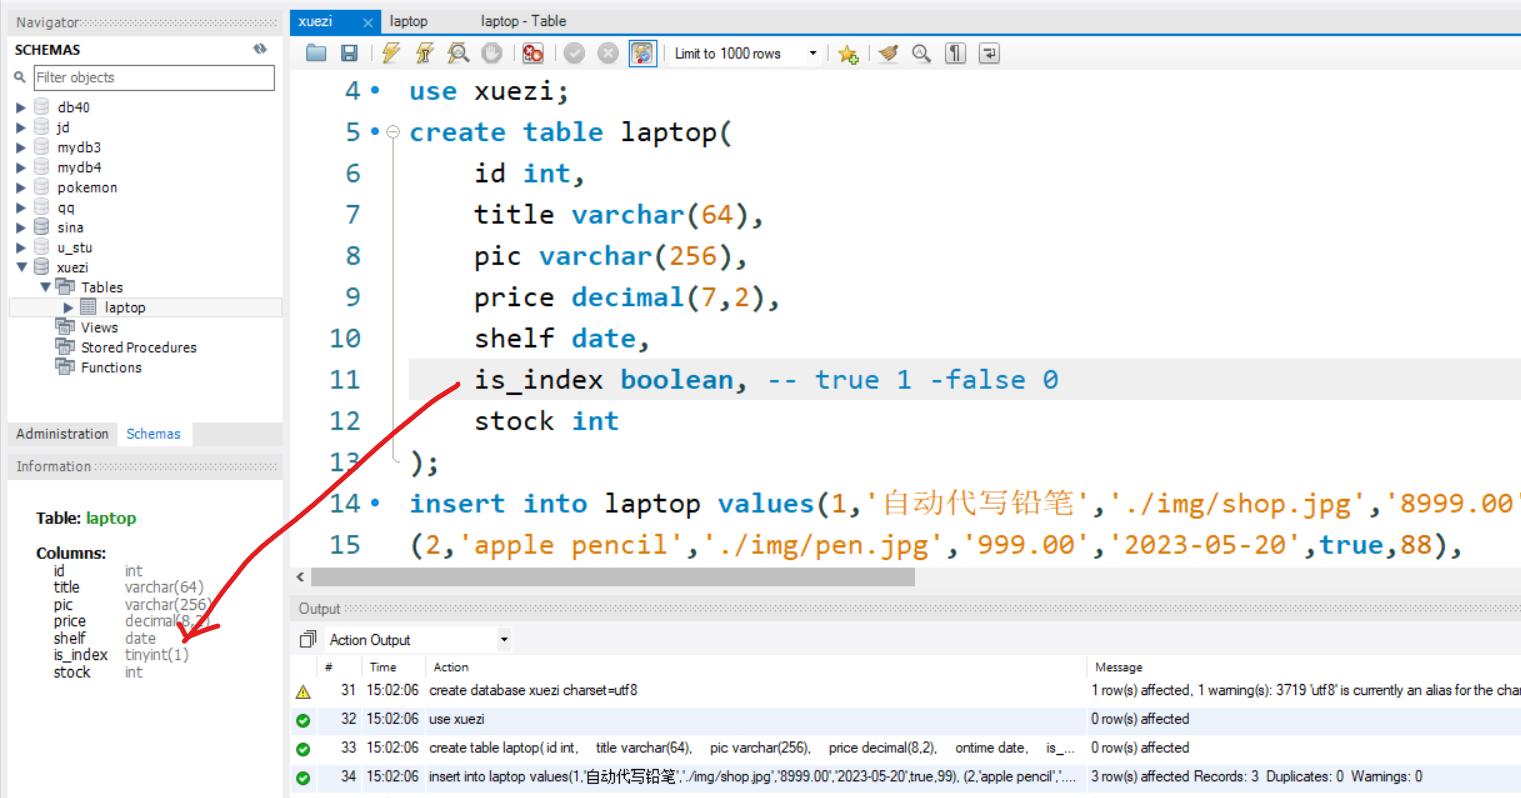 Navigator
SCHEMAS
Filter objects
db40
jd
mydb3
mydb4
pokemon
qq
sina
u_stu
xuezi
Tables
laptop
Views
Stored Procedures
Functions
Administration Schemas
Information
Table: laptop
Columns:
id int
title varchar(64)
pic varchar(256)
price decimal(8,2)
shelf date
is_index tinyint(1)
stock int
xuezi laptop laptop - Table
Limit to 1000 rows
4 use xuezi;
5 create table laptop(
6 id int,
7 title varchar(64),
8 pic varchar(256),
9 price decimal(7,2),
10 shelf date,
11 is_index boolean, -- true 1 -false 0
12 stock int
13 );
14 insert into laptop values(1,'自动代写铅笔','./img/shop.jpg','8999.00'
15 (2,'apple pencil','./img/pen.jpg','999.00','2023-05-20',true,88),
Output
Action Output
# Time Action Message
31 15:02:06 create database xuezi charset=utf8 1 row(s) affected, 1 warning(s): 3719 'utf8' is currently an alias for the char
32 15:02:06 use xuezi 0 row(s) affected
33 15:02:06 create table laptop( id int, title varchar(64), pic varchar(256), price decimal(8,2), ontime date, is_... 0 row(s) affected
34 15:02:06 insert into laptop values(1,'自动代写铅笔','./img/shop.jpg','8999.00','2023-05-20',true,99), (2,'apple pencil','.... 3 row(s) affected Records: 3 Duplicates: 0 Warnings: 0